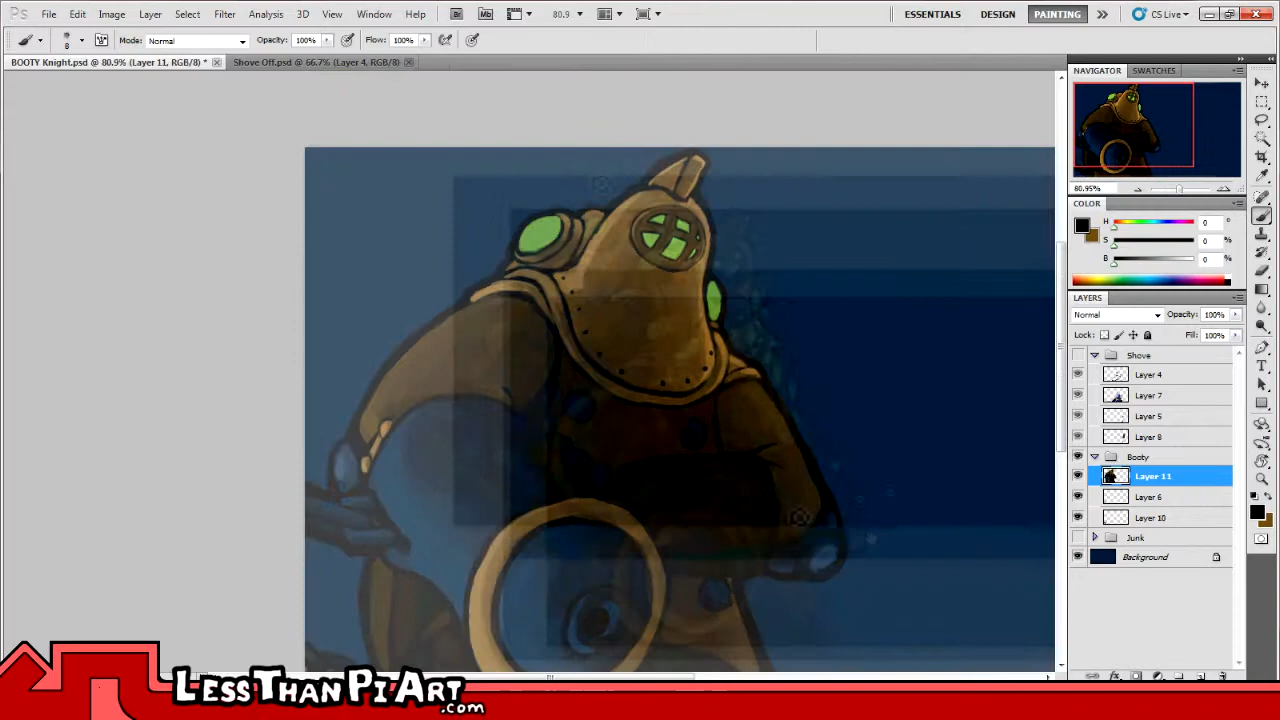 Ps File Edit Image Layer Select Filter Analysis 3D View Window Help Br Mb 80.9 ESSENTIALS DESIGN PAINTING CS Live
8 Mode: Normal Opacity: 100% Flow: 100%
BOOTY Knight.psd @ 80.9% (Layer 11, RGB/8) * Shove Off.psd @ 66.7% (Layer 4, RGB/8)
NAVIGATOR SWATCHES
80.95%
COLOR
H 0 °
S 0 %
B 0 %
LAYERS
Normal Opacity: 100%
Lock: Fill: 100%
Shove
Layer 4
Layer 7
Layer 5
Layer 8
Booty
Layer 11
Layer 6
Layer 10
Junk
Background
LESSTHANPIART
.com